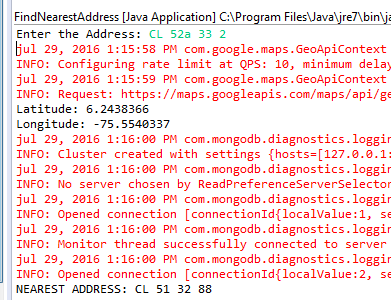 FindNearestAddress [Java Application] C:\Program Files\Java\jre7\bin\ja
Enter the Address: CL 52a 33 2
jul 29, 2016 1:15:58 PM com.google.maps.GeoApiContext
INFO: Configuring rate limit at QPS: 10, minimum delay
jul 29, 2016 1:15:59 PM com.google.maps.GeoApiContext
INFO: Request: https://maps.googleapis.com/maps/api/ge
Latitude: 6.2438366
Longitude: -75.5540337
jul 29, 2016 1:16:00 PM com.mongodb.diagnostics.loggin
INFO: Cluster created with settings {hosts=[127.0.0.1:
jul 29, 2016 1:16:00 PM com.mongodb.diagnostics.loggin
INFO: No server chosen by ReadPreferenceServerSelector
jul 29, 2016 1:16:00 PM com.mongodb.diagnostics.loggin
INFO: Opened connection [connectionId{localValue:1, se
jul 29, 2016 1:16:00 PM com.mongodb.diagnostics.loggin
INFO: Monitor thread successfully connected to server
jul 29, 2016 1:16:00 PM com.mongodb.diagnostics.loggin
INFO: Opened connection [connectionId{localValue:2, se
NEAREST ADDRESS: CL 51 32 88